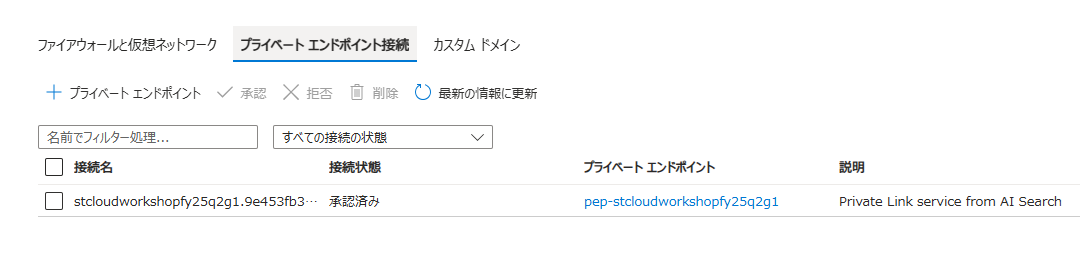 ファイアウォールと仮想ネットワーク プライベート エンドポイント接続 カスタム ドメイン
プライベート エンドポイント 承認 拒否 削除 最新の情報に更新
名前でフィルター処理... すべての接続の状態
接続名 接続状態 プライベート エンドポイント 説明
stcloudworkshopfy25q2g1.9e453fb3… 承認済み pep-stcloudworkshopfy25q2g1 Private Link service from AI Search